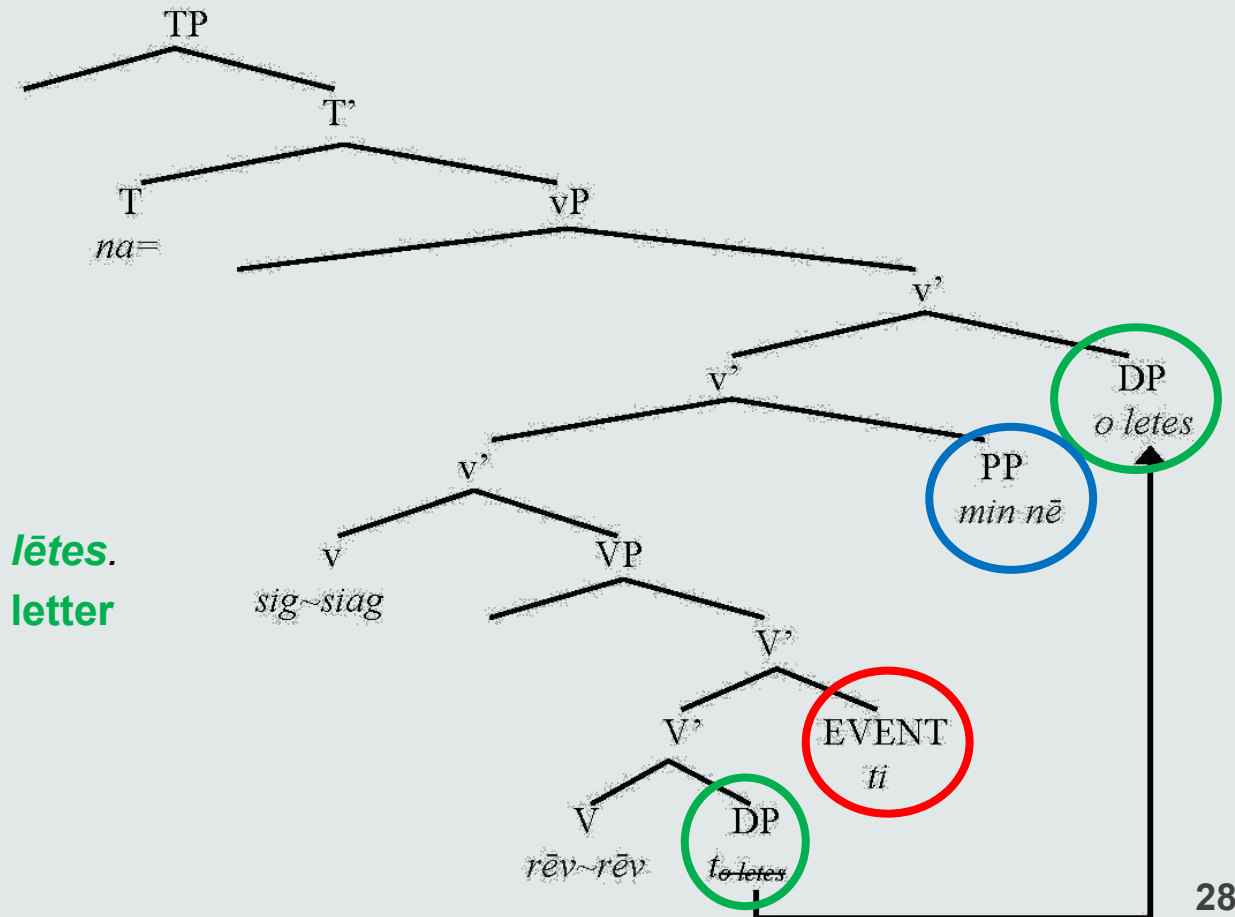 TP
T’
T
vP
na=
v’
DP
v’
o letes
PP
v’
min nē
lētes.
v
VP
letter
sig~siag
V’
V’
EVENT
ti
V
DP
rēv~rēv
to letes
28